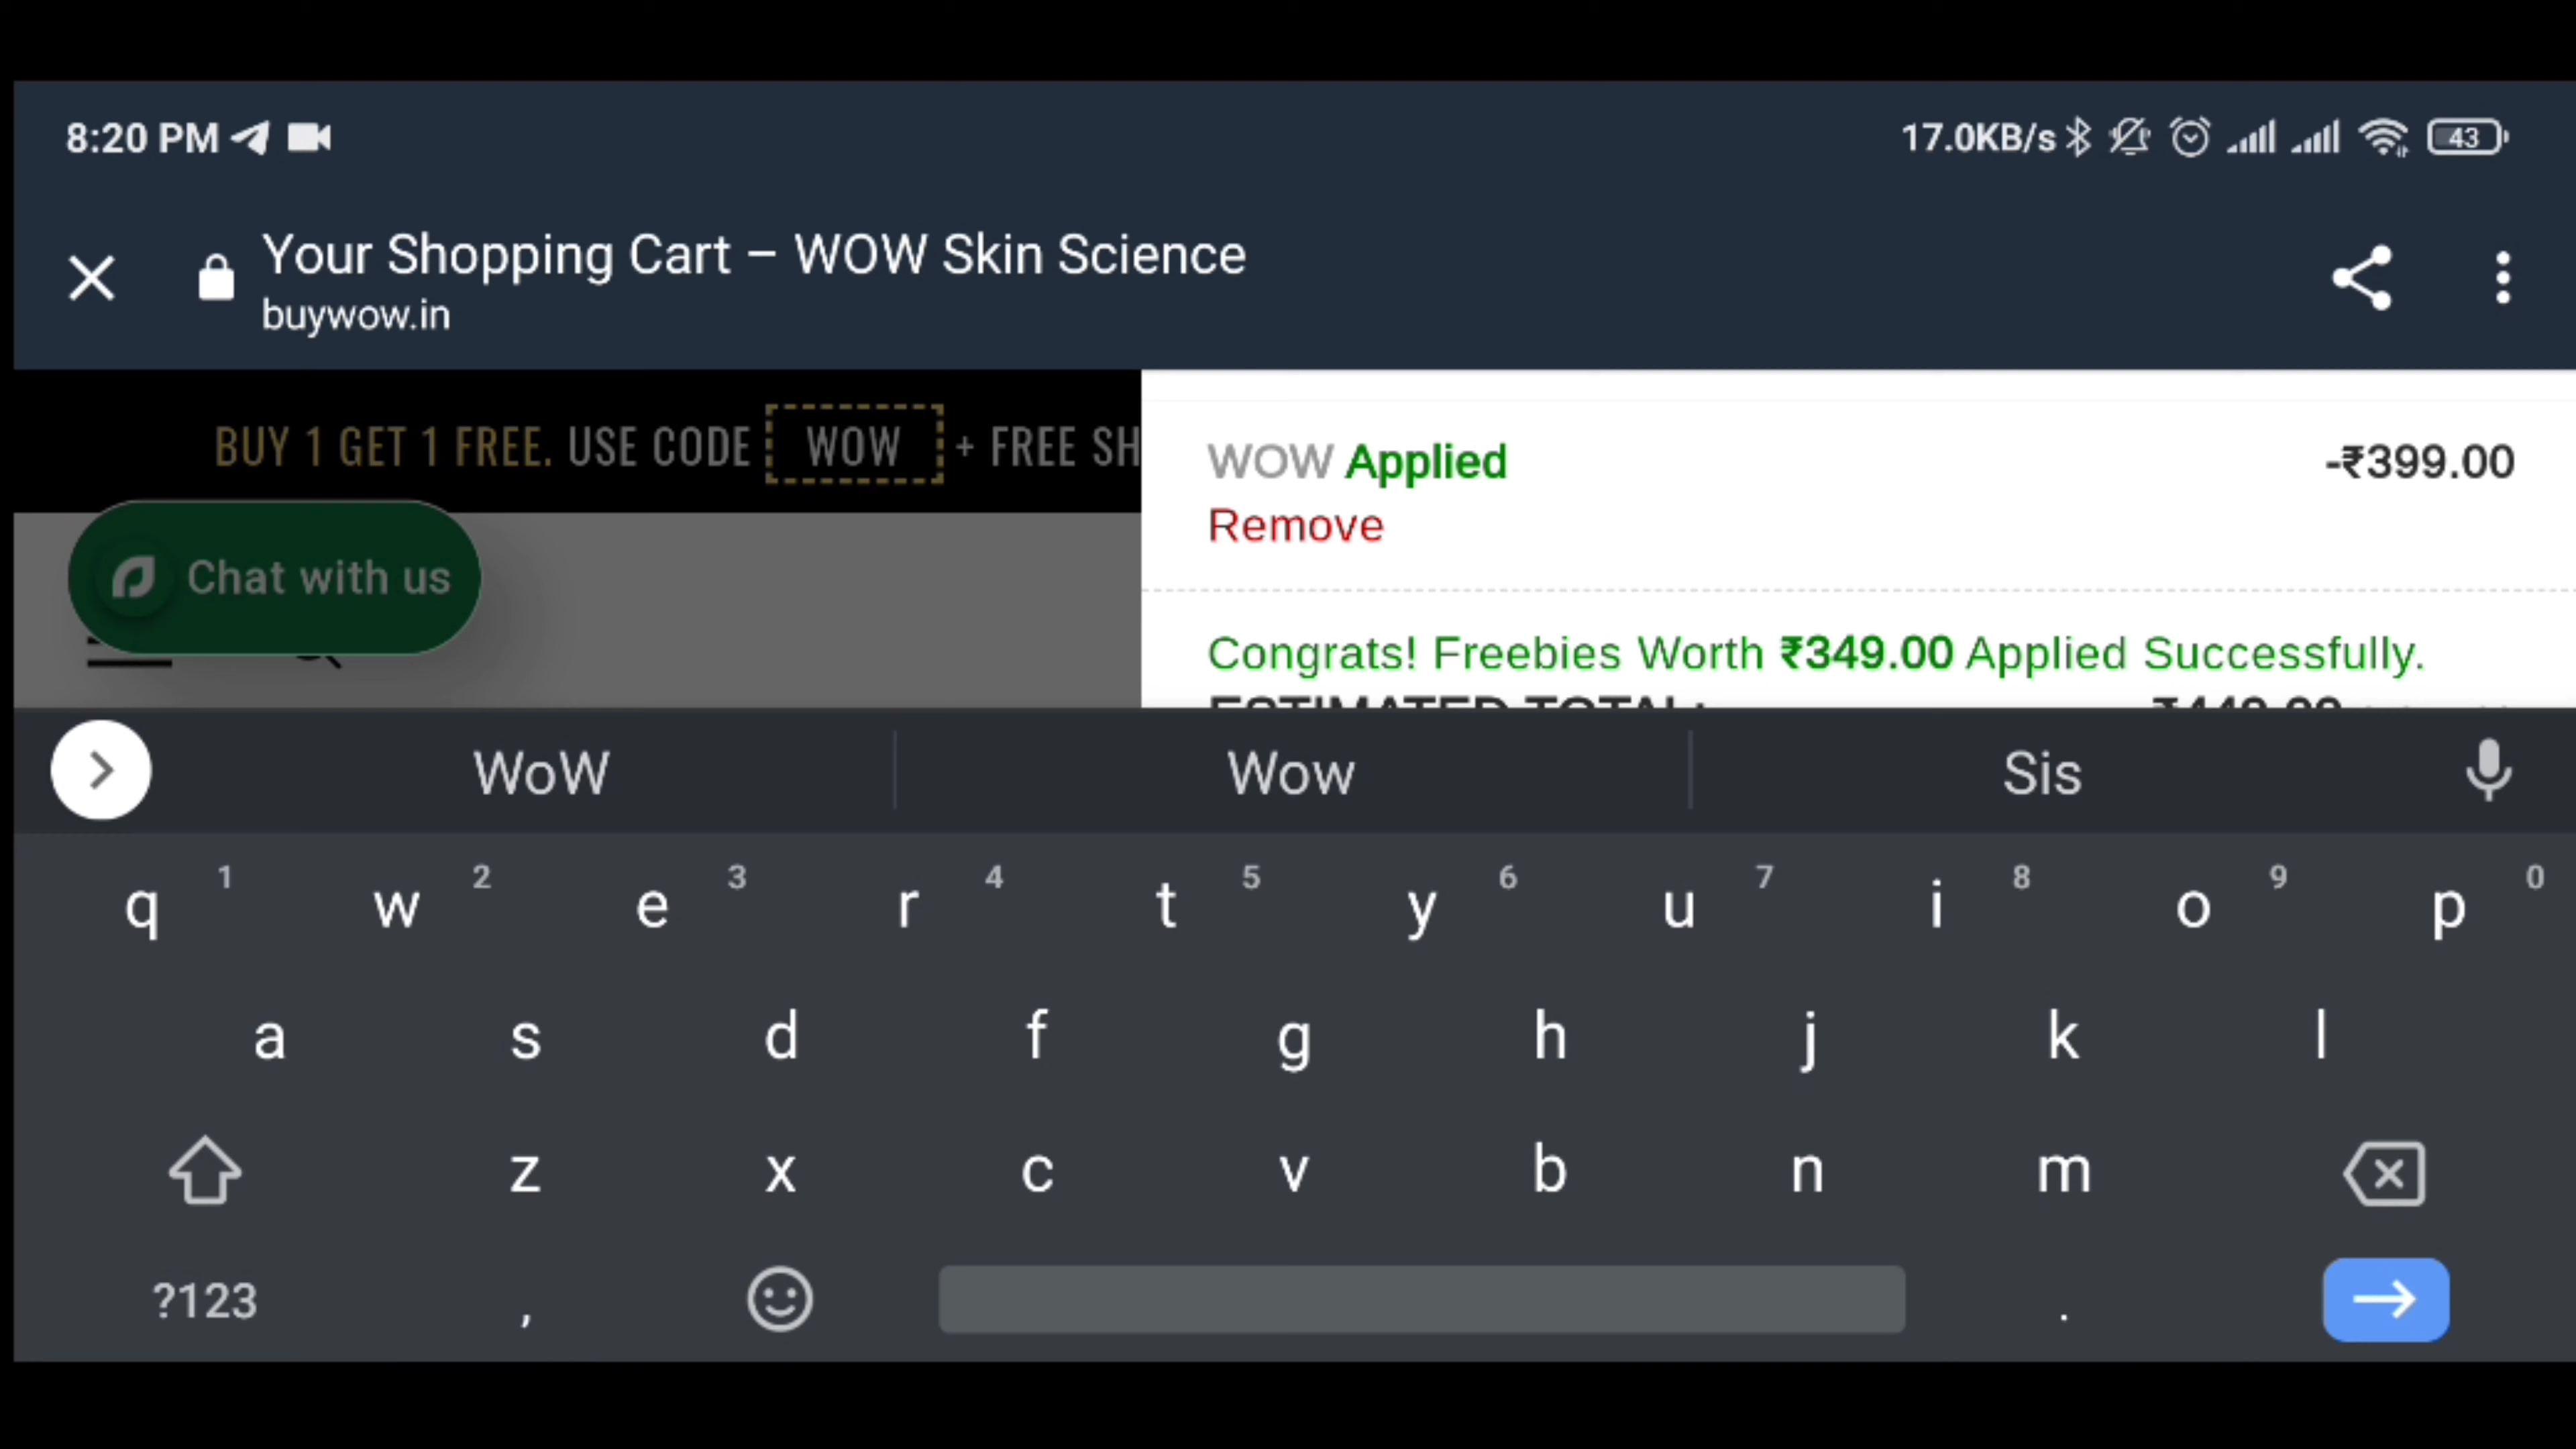 8:20 PM
17.0KB/s
43
Your Shopping Cart – WOW Skin Science
buywow.in
BUY 1 GET 1 FREE. USE CODE WOW + FREE SH
WOW Applied
-₹399.00
Remove
Chat with us
Congrats! Freebies Worth ₹349.00 Applied Successfully.
ESTIMATED TOTAL:
WoW Wow Sis
q 1 w 2 e 3 r 4 t 5 y 6 u 7 i 8 o 9 p 0
a s d f g h j k l
z x c v b n m
?123 , .